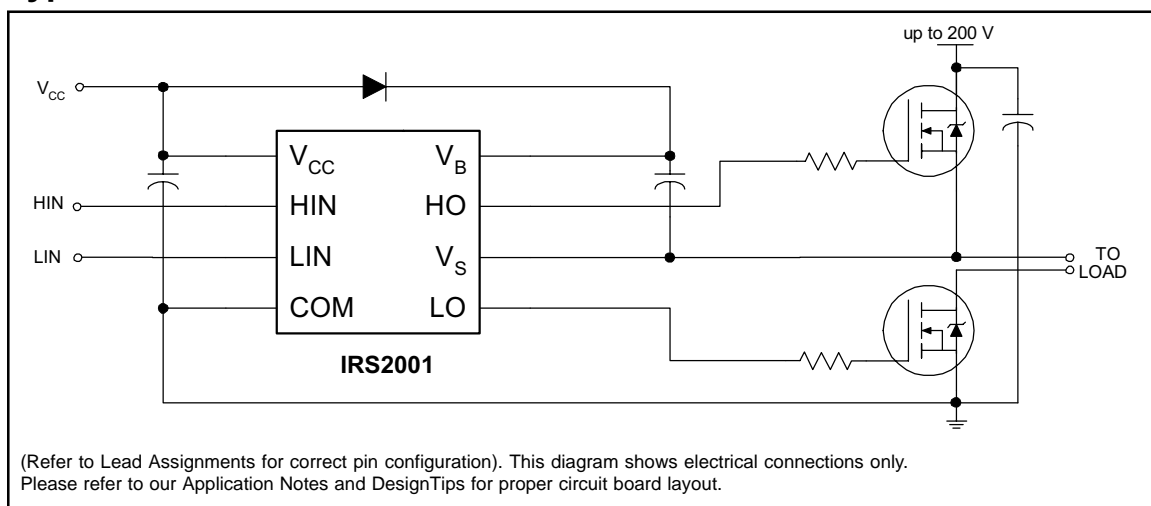 up to 200 V
VCC
VCC
VB
HIN
HIN
HO
LIN
LIN
VS
TO
LOAD
COM
LO
IRS2001
(Refer to Lead Assignments for correct pin configuration). This diagram shows electrical connections only.
Please refer to our Application Notes and DesignTips for proper circuit board layout.